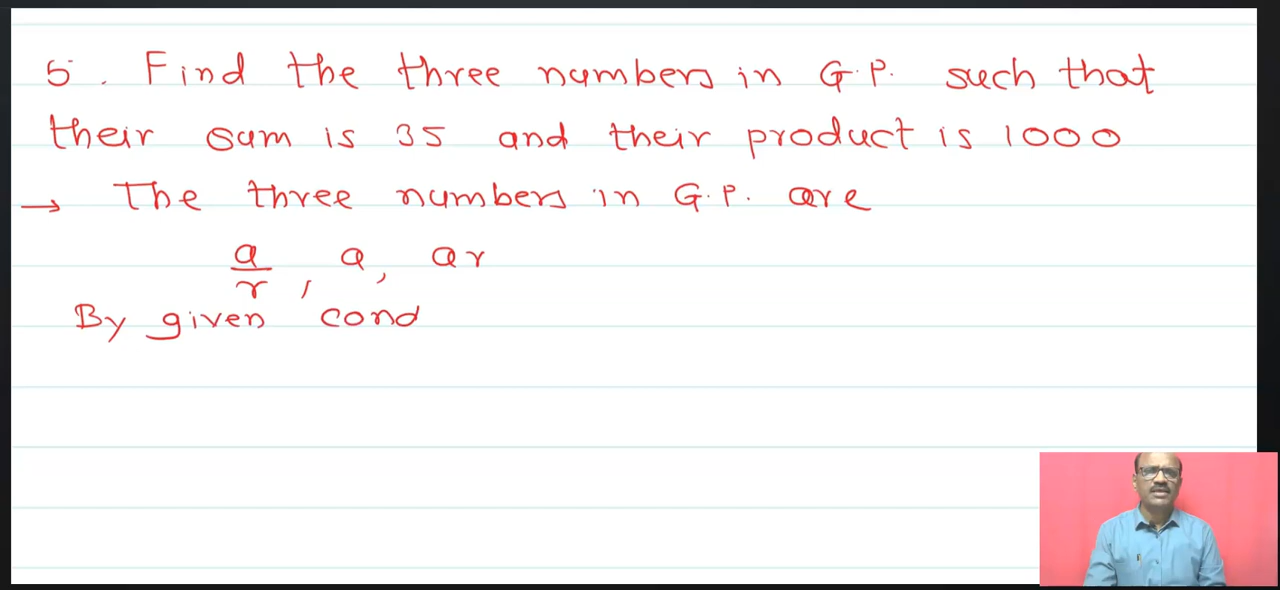 5. Find the three numbers in G.P. such that
their sum is 35 and their product is 1000
→ The three numbers in G.P. are
a/r, a, ar
By given cond